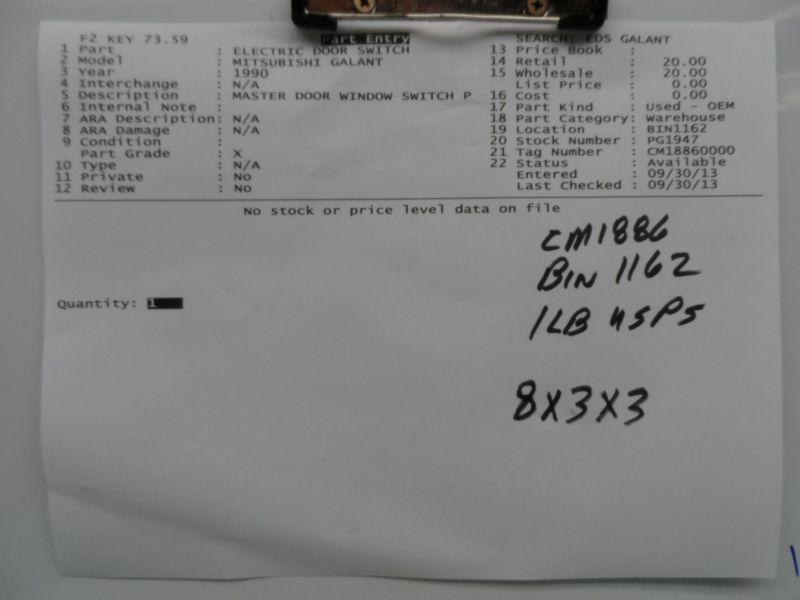 F2 KEY 73.59 Part Entry SEARCH: EDS GALANT
1 Part : ELECTRIC DOOR SWITCH 13 Price Book :
2 Model : MITSUBISHI GALANT 14 Retail : 20.00
3 Year : 1990 15 Wholesale : 20.00
4 Interchange : N/A List Price : 0.00
5 Description : MASTER DOOR WINDOW SWITCH P 16 Cost : 0.00
6 Internal Note : 17 Part Kind : Used - OEM
7 ARA Description: N/A 18 Part Category: Warehouse
8 ARA Damage : N/A 19 Location : BIN1162
9 Condition : 20 Stock Number : PG1947
Part Grade : X 21 Tag Number : CM18860000
10 Type : N/A 22 Status : Available
11 Private : No Entered : 09/30/13
12 Review : No Last Checked : 09/30/13
No stock or price level data on file
CM1886
BIN 1162
Quantity: 1
1LB USPS
8X3X3